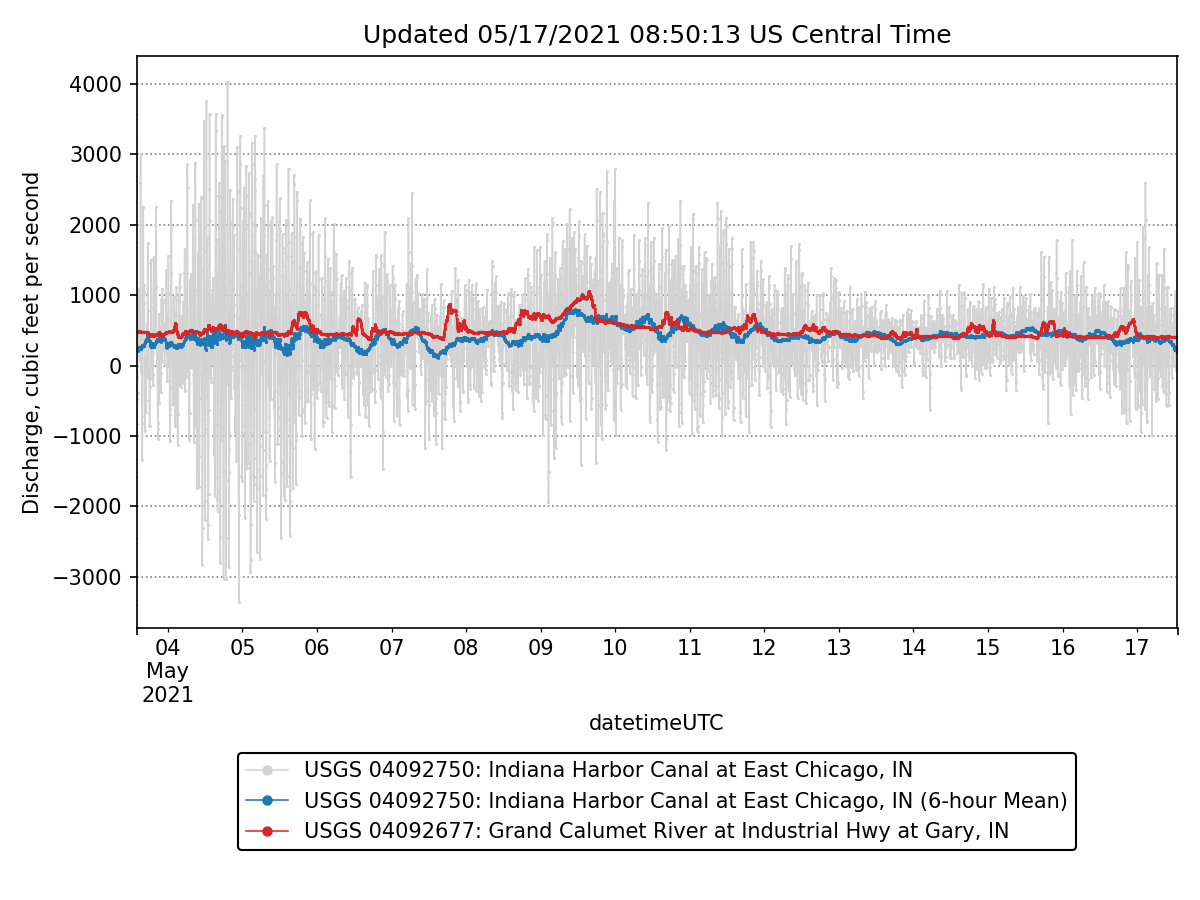 Updated 05/17/2021 08:50:13 US Central Time
Discharge, cubic feet per second
4000
3000
2000
1000
0
−1000
−2000
−3000
04 05 06 07 08 09 10 11 12 13 14 15 16 17
May
2021
datetimeUTC
USGS 04092750: Indiana Harbor Canal at East Chicago, IN
USGS 04092750: Indiana Harbor Canal at East Chicago, IN (6-hour Mean)
USGS 04092677: Grand Calumet River at Industrial Hwy at Gary, IN